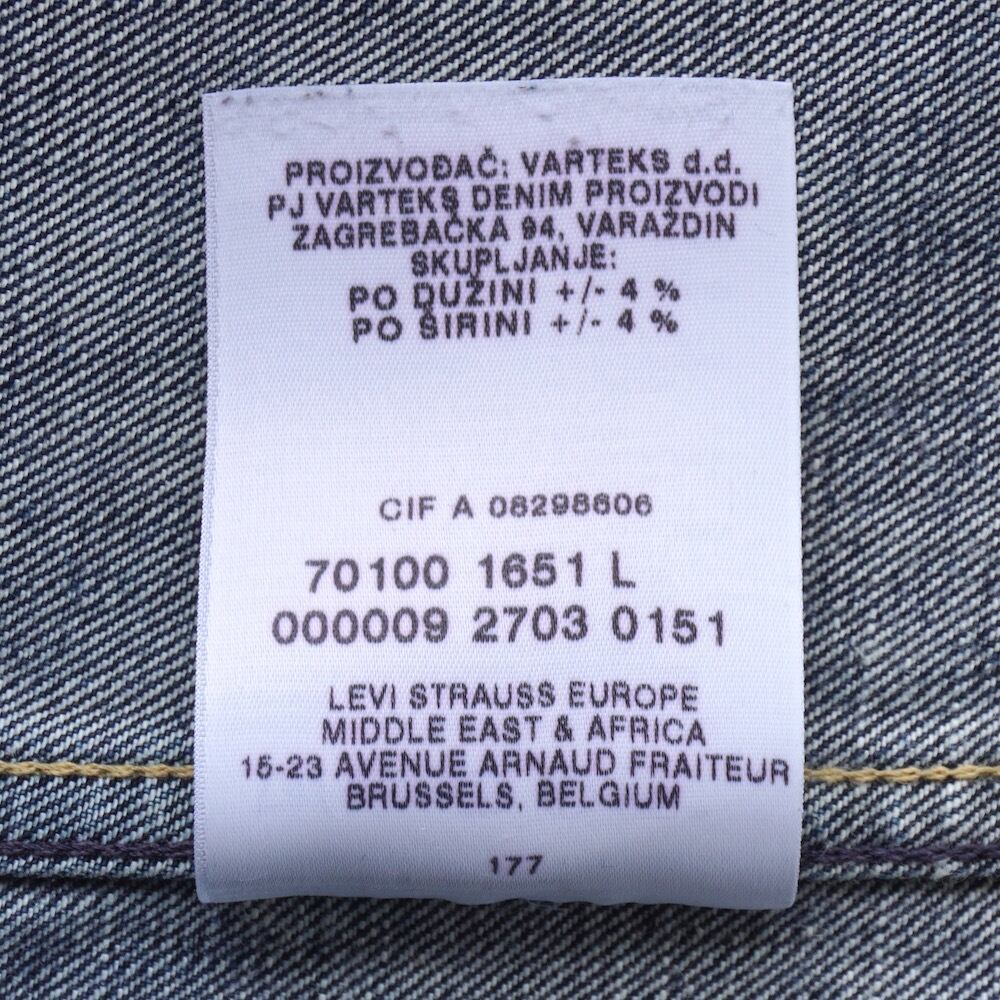 PROIZVOĐAČ: VARTEKS d.d.
PJ VARTEKS DENIM PROIZVODI
ZAGREBAČKA 94, VARAŽDIN
SKUPLJANJE:
PO DUŽINI +/- 4 %
PO ŠIRINI +/- 4 %
CIF A 08298606
70100 1651 L
000009 2703 0151
LEVI STRAUSS EUROPE
MIDDLE EAST & AFRICA
15-23 AVENUE ARNAUD FRAITEUR
BRUSSELS, BELGIUM
177